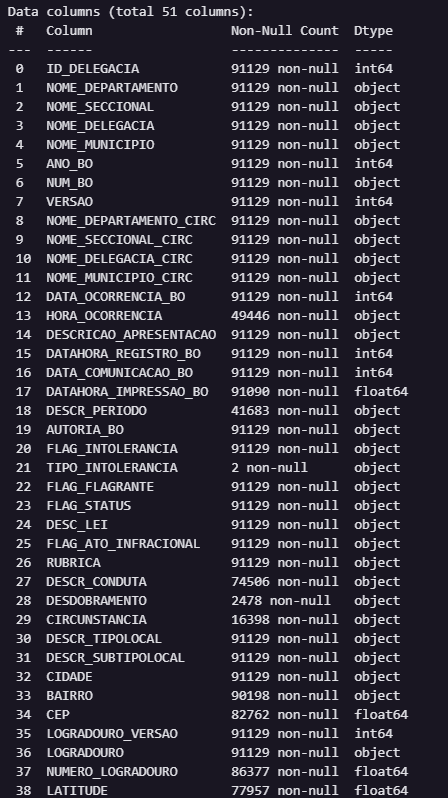 Data columns (total 51 columns):
 #   Column                 Non-Null Count  Dtype
---  ------                 --------------  -----
 0   ID_DELEGACIA           91129 non-null  int64
 1   NOME_DEPARTAMENTO      91129 non-null  object
 2   NOME_SECCIONAL         91129 non-null  object
 3   NOME_DELEGACIA         91129 non-null  object
 4   NOME_MUNICIPIO         91129 non-null  object
 5   ANO_BO                 91129 non-null  int64
 6   NUM_BO                 91129 non-null  object
 7   VERSAO                 91129 non-null  int64
 8   NOME_DEPARTAMENTO_CIRC 91129 non-null  object
 9   NOME_SECCIONAL_CIRC    91129 non-null  object
 10  NOME_DELEGACIA_CIRC    91129 non-null  object
 11  NOME_MUNICIPIO_CIRC    91129 non-null  object
 12  DATA_OCORRENCIA_BO     91129 non-null  int64
 13  HORA_OCORRENCIA        49446 non-null  object
 14  DESCRICAO_APRESENTACAO 91129 non-null  object
 15  DATAHORA_REGISTRO_BO   91129 non-null  int64
 16  DATA_COMUNICACAO_BO    91129 non-null  int64
 17  DATAHORA_IMPRESSAO_BO  91090 non-null  float64
 18  DESCR_PERIODO          41683 non-null  object
 19  AUTORIA_BO             91129 non-null  object
 20  FLAG_INTOLERANCIA      91129 non-null  object
 21  TIPO_INTOLERANCIA      2 non-null      object
 22  FLAG_FLAGRANTE         91129 non-null  object
 23  FLAG_STATUS            91129 non-null  object
 24  DESC_LEI               91129 non-null  object
 25  FLAG_ATO_INFRACIONAL   91129 non-null  object
 26  RUBRICA                91129 non-null  object
 27  DESCR_CONDUTA          74506 non-null  object
 28  DESDOBRAMENTO          2478 non-null   object
 29  CIRCUNSTANCIA          16398 non-null  object
 30  DESCR_TIPOLOCAL        91129 non-null  object
 31  DESCR_SUBTIPOLOCAL     91129 non-null  object
 32  CIDADE                 91129 non-null  object
 33  BAIRRO                 90198 non-null  object
 34  CEP                    82762 non-null  float64
 35  LOGRADOURO_VERSAO      91129 non-null  int64
 36  LOGRADOURO             91129 non-null  object
 37  NUMERO_LOGRADOURO      86377 non-null  float64
 38  LATITUDE               77957 non-null  float64